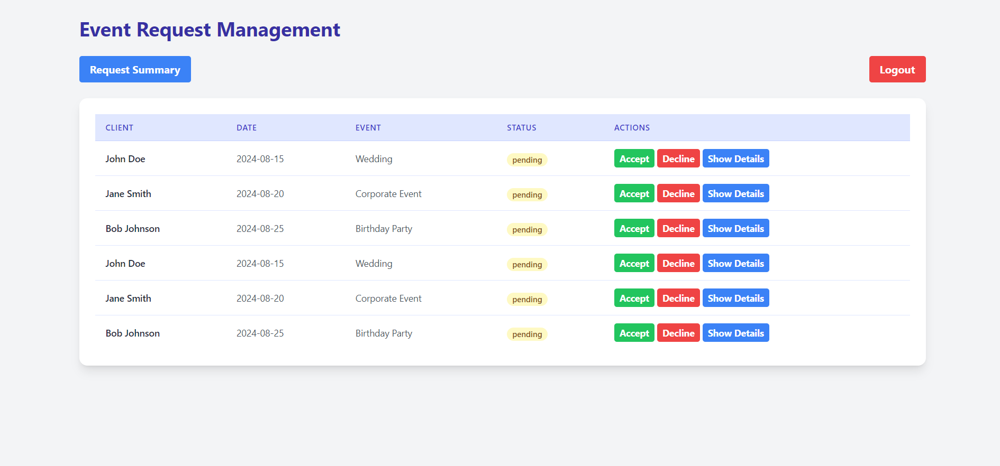 Event Request Management
Request Summary Logout
CLIENT DATE EVENT STATUS ACTIONS
John Doe 2024-08-15 Wedding pending Accept Decline Show Details
Jane Smith 2024-08-20 Corporate Event pending Accept Decline Show Details
Bob Johnson 2024-08-25 Birthday Party pending Accept Decline Show Details
John Doe 2024-08-15 Wedding pending Accept Decline Show Details
Jane Smith 2024-08-20 Corporate Event pending Accept Decline Show Details
Bob Johnson 2024-08-25 Birthday Party pending Accept Decline Show Details